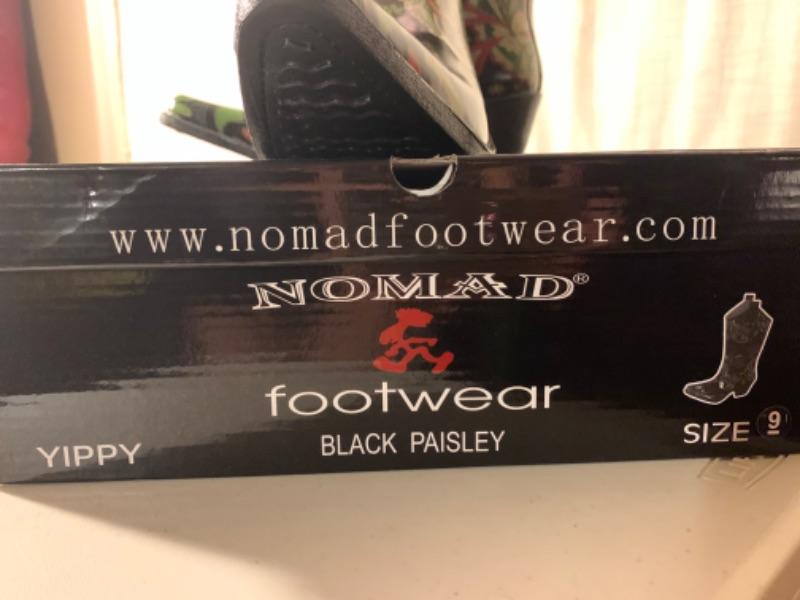 www.nomadfootwear.com
NOMAD®
footwear
YIPPY BLACK PAISLEY SIZE 9